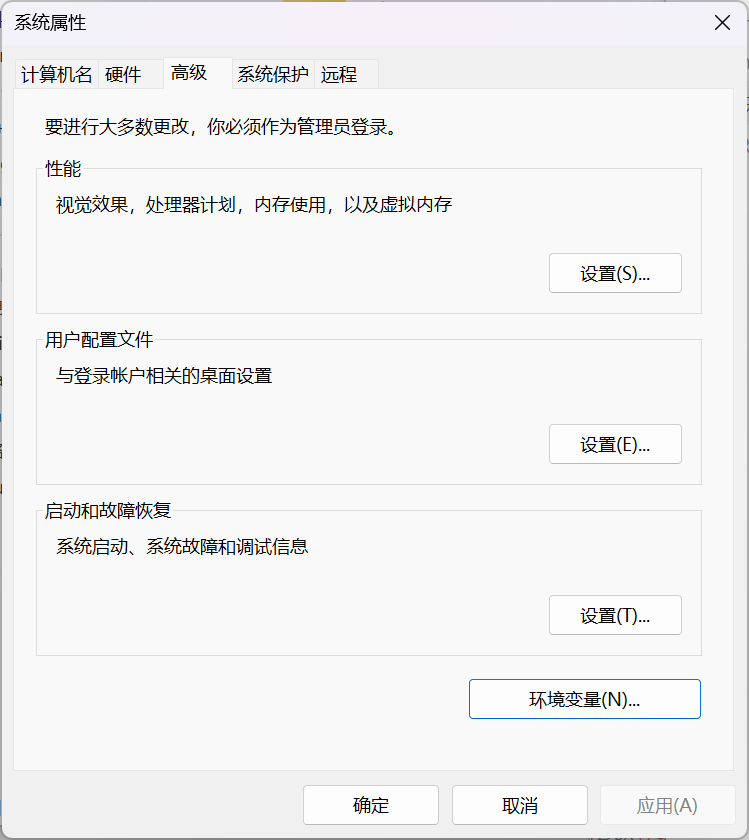 系统属性
计算机名 硬件 高级 系统保护 远程
要进行大多数更改，你必须作为管理员登录。
性能
视觉效果，处理器计划，内存使用，以及虚拟内存
设置(S)...
用户配置文件
与登录帐户相关的桌面设置
设置(E)...
启动和故障恢复
系统启动、系统故障和调试信息
设置(T)...
环境变量(N)...
确定 取消 应用(A)